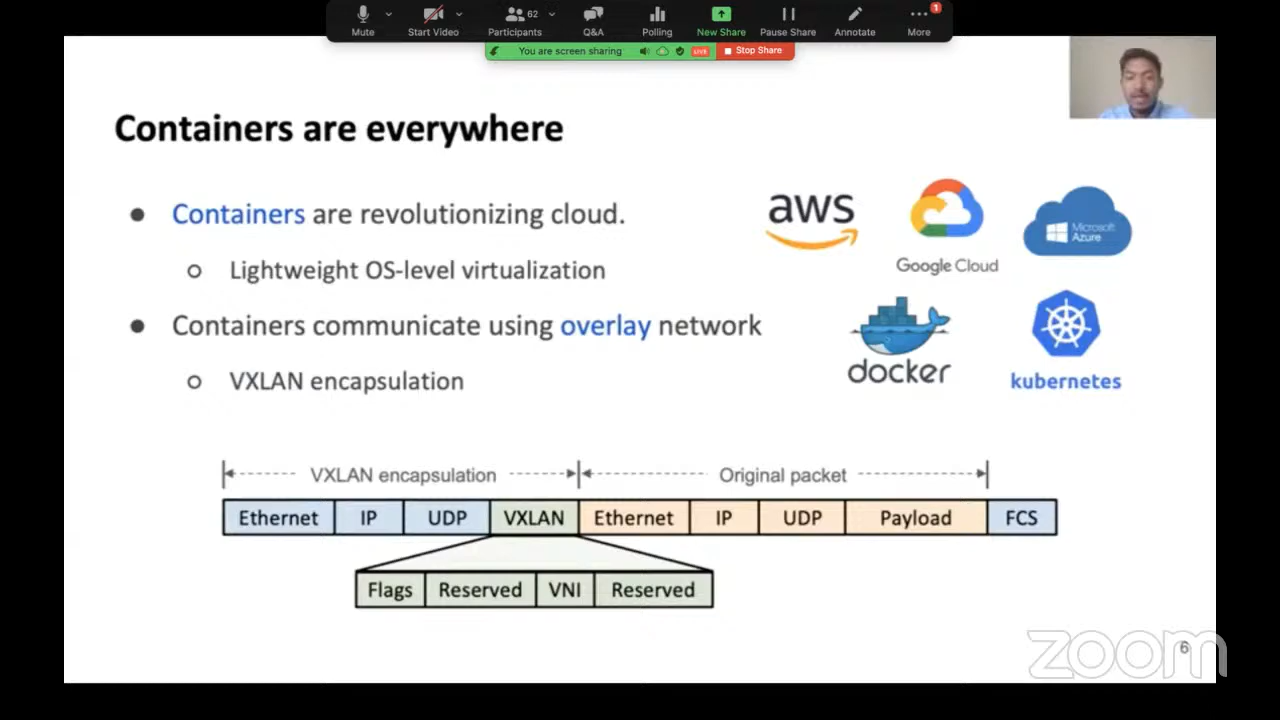 Mute
Start Video
62
Participants
Q&A
Polling
New Share
Pause Share
Annotate
1
More
You are screen sharing
LIVE
Stop Share
Containers are everywhere
● Containers are revolutionizing cloud.
○ Lightweight OS-level virtualization
● Containers communicate using overlay network
○ VXLAN encapsulation
aws
Google Cloud
Microsoft
Azure
docker
kubernetes
VXLAN encapsulation
Original packet
Ethernet IP UDP VXLAN Ethernet IP UDP Payload FCS
Flags Reserved VNI Reserved
zoom
6